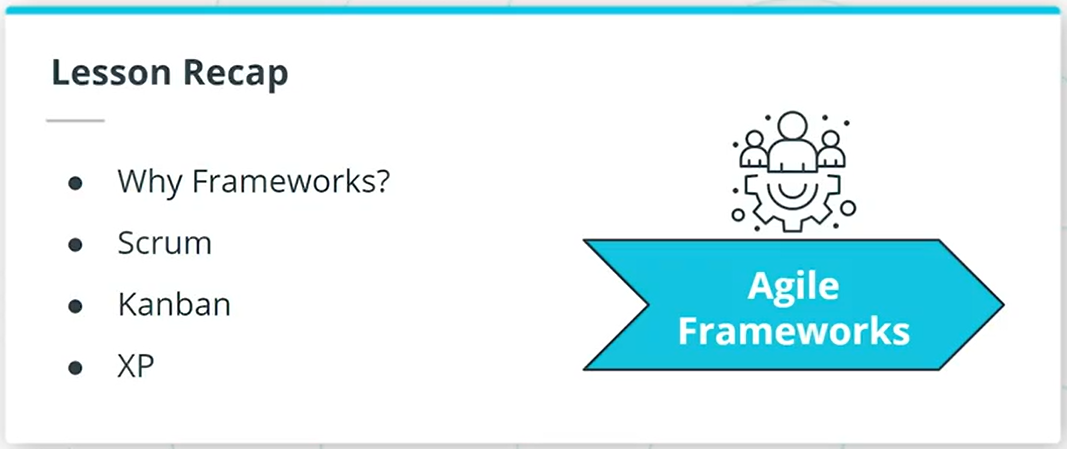 Lesson Recap
Why Frameworks?
Scrum
Kanban
XP
Agile
Frameworks